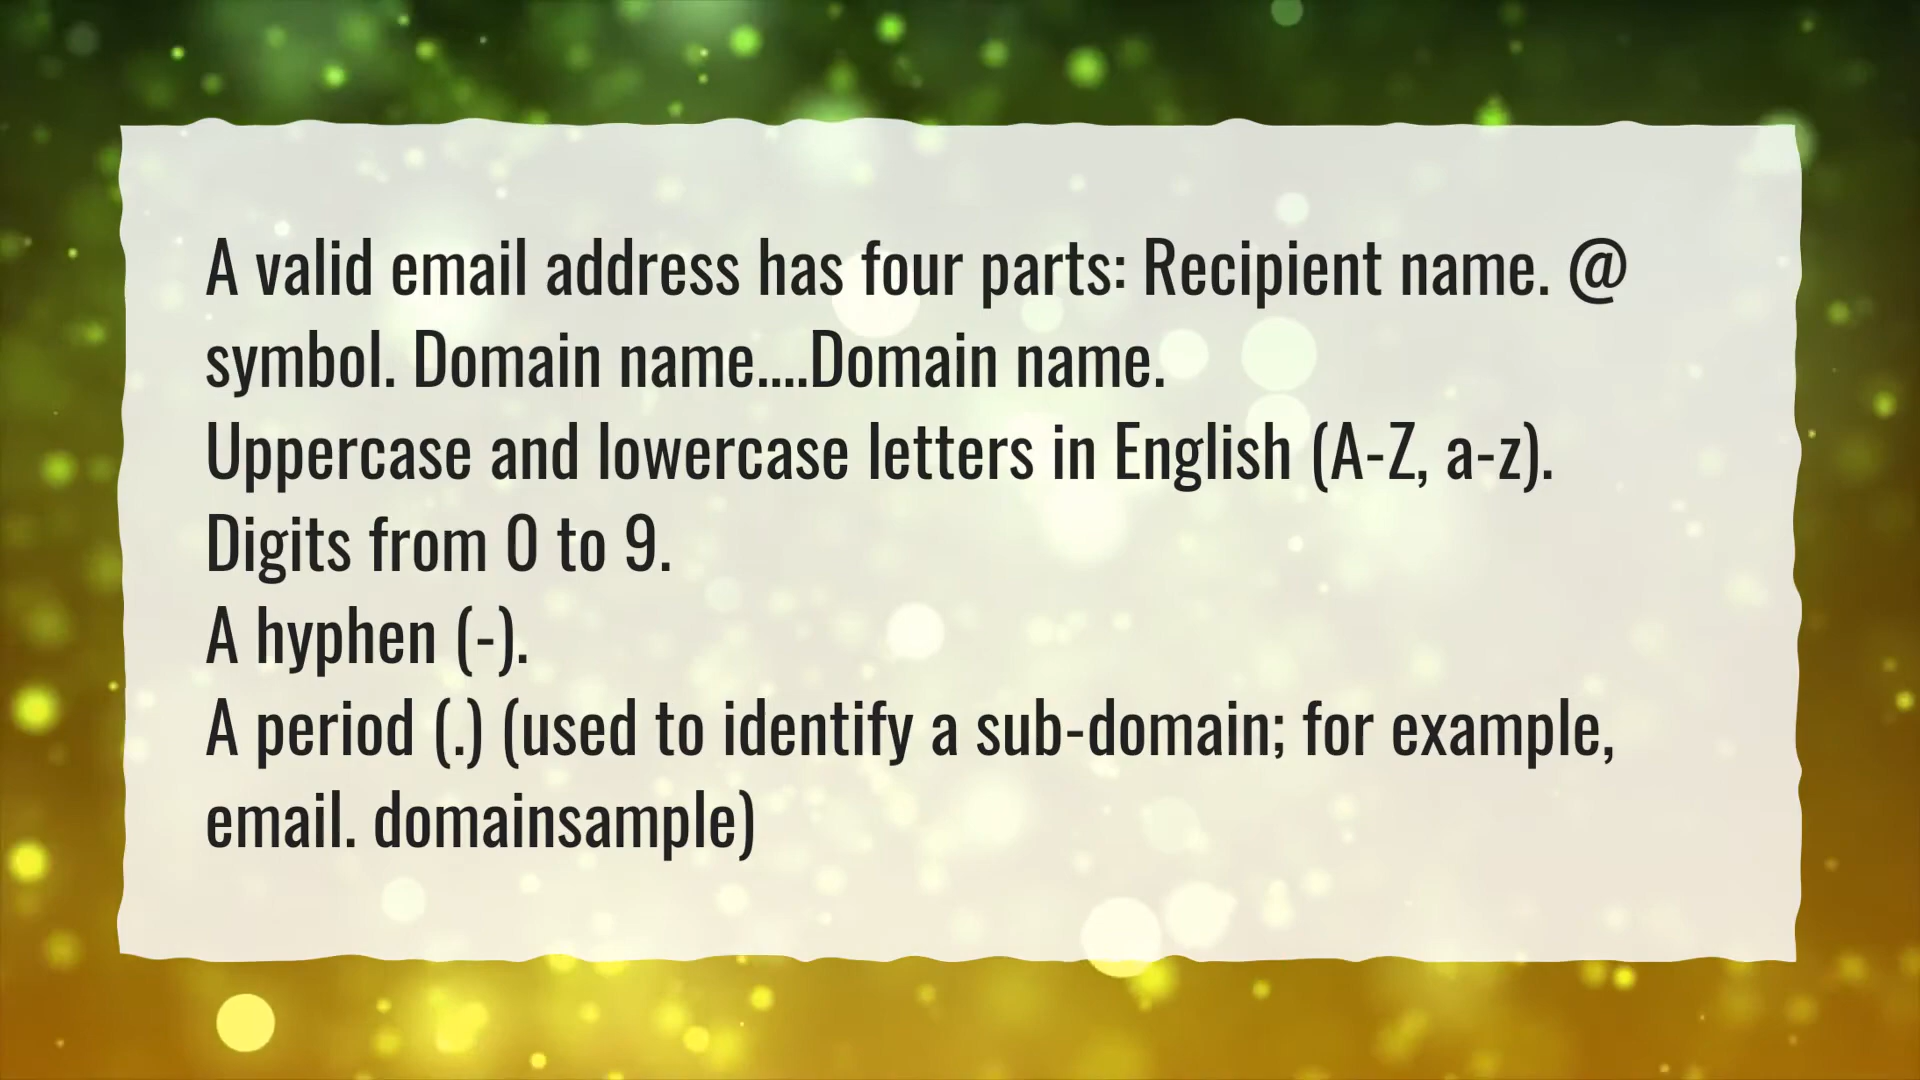 A valid email address has four parts: Recipient name. @
symbol. Domain name....Domain name.
Uppercase and lowercase letters in English (A-Z, a-z).
Digits from 0 to 9.
A hyphen (-).
A period (.) (used to identify a sub-domain; for example,
email. domainsample)